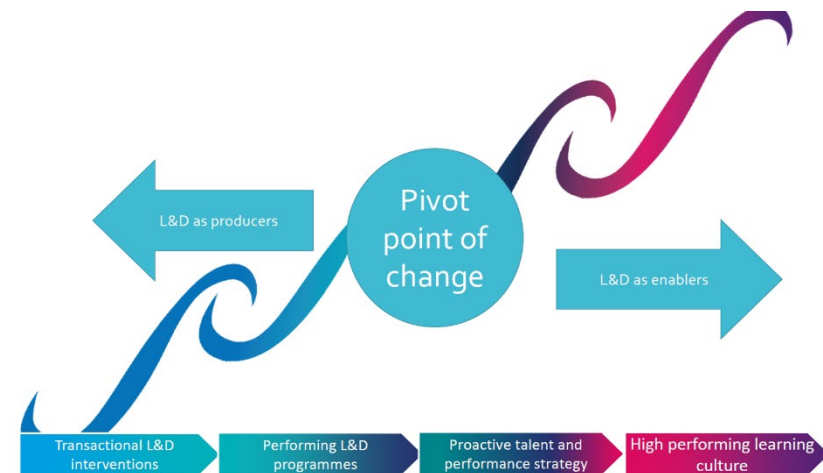 Pivot
point of
change
L&D as producers
L&D as enablers
Transactional L&D
interventions
Performing L&D
programmes
Proactive talent and
performance strategy
High performing learning
culture